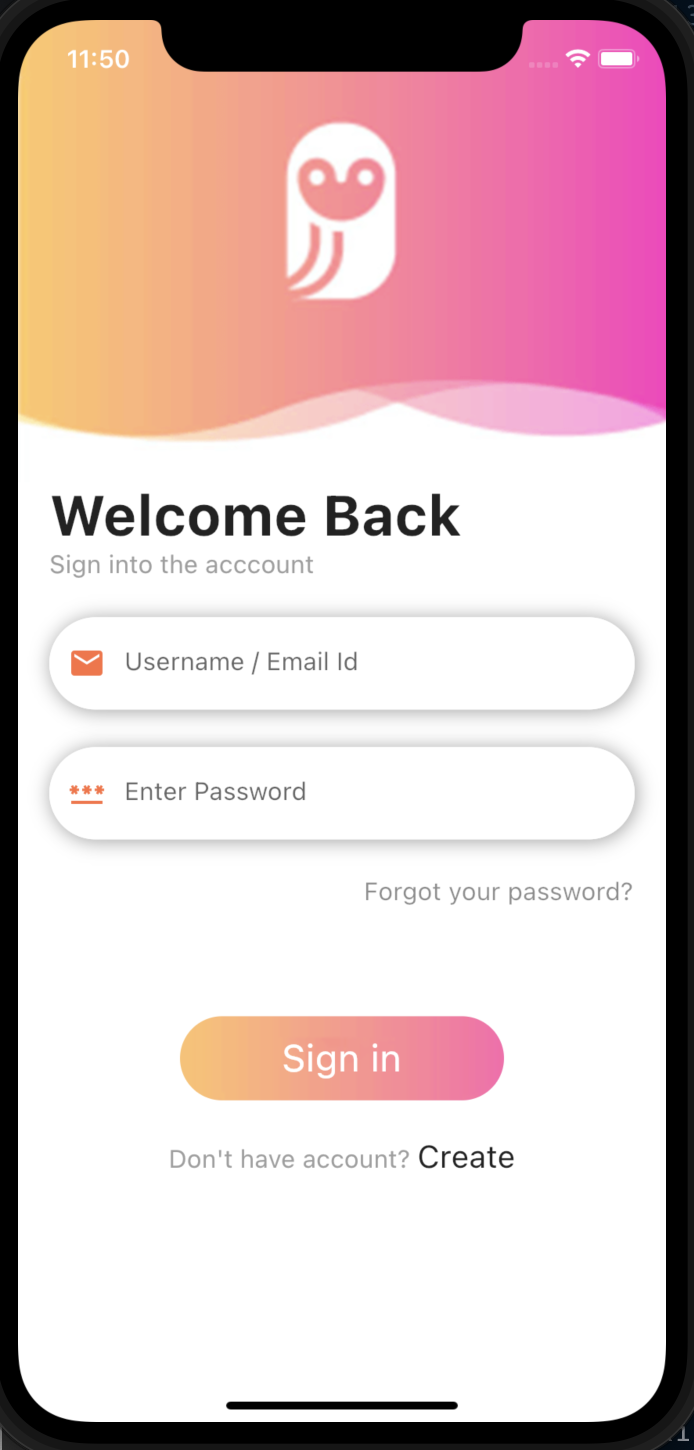 11:50
Welcome Back
Sign into the acccount
Username / Email Id
*** Enter Password
Forgot your password?
Sign in
Don't have account? Create